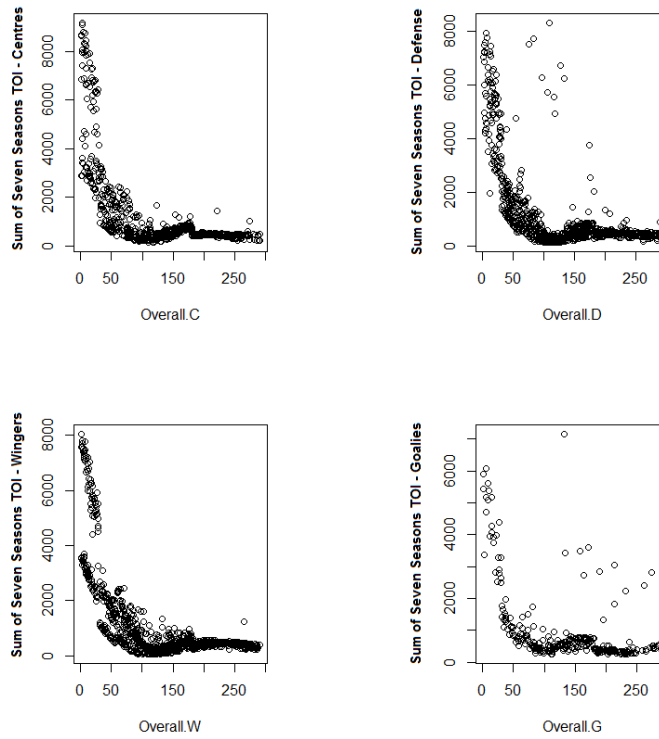 Sum of Seven Seasons TOI - Centres
0 2000 4000 6000 8000
0 50 150 250
Overall.C
Sum of Seven Seasons TOI - Defense
0 2000 4000 6000 8000
0 50 150 250
Overall.D
Sum of Seven Seasons TOI - Wingers
0 2000 4000 6000 8000
0 50 150 250
Overall.W
Sum of Seven Seasons TOI - Goalies
0 2000 4000 6000
0 50 150 250
Overall.G